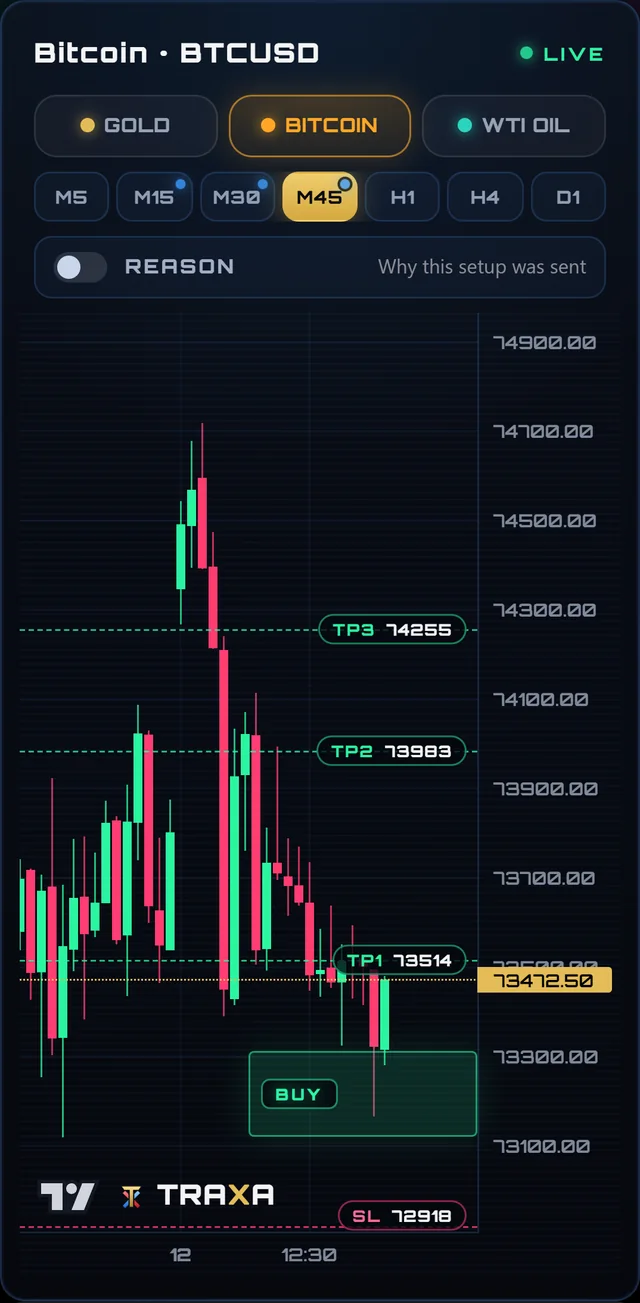 Bitcoin · BTCUSD
LIVE
GOLD
BITCOIN
WTI OIL
M5
M15
M30
M45
H1
H4
D1
REASON
Why this setup was sent
74900.00
74700.00
74500.00
74300.00
TP3 74255
74100.00
TP2 73983
73900.00
73700.00
TP1 73514
73472.50
73300.00
BUY
73100.00
TRAXA
SL 72918
12
12:30